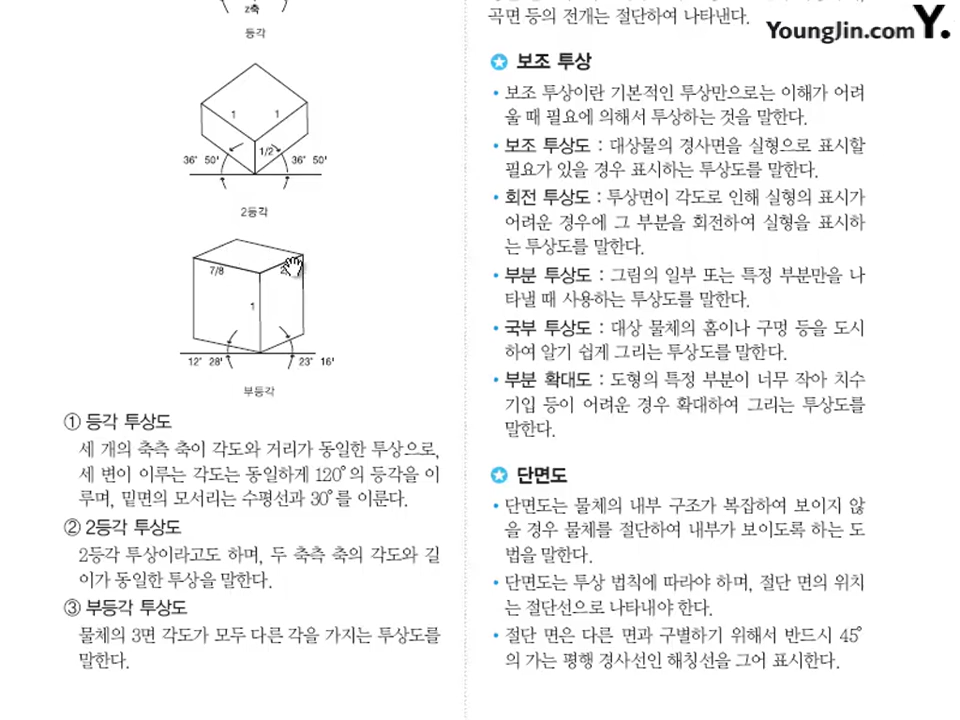 z축
등각
1 1
1/2
36° 50' 36° 50'
2등각
7/8
1
12° 28' 23° 16'
부등각
① 등각 투상도
세 개의 축측 축이 각도와 거리가 동일한 투상으로,
세 변이 이루는 각도는 동일하게 120°의 등각을 이
루며, 밑면의 모서리는 수평선과 30°를 이룬다.
② 2등각 투상도
2등각 투상이라고도 하며, 두 축측 축의 각도와 길
이가 동일한 투상을 말한다.
③ 부등각 투상도
물체의 3면 각도가 모두 다른 각을 가지는 투상도를
말한다.
곡면 등의 전개는 절단하여 나타낸다.
YoungJin.com Y.
보조 투상
• 보조 투상이란 기본적인 투상만으로는 이해가 어려
울 때 필요에 의해서 투상하는 것을 말한다.
• 보조 투상도 : 대상물의 경사면을 실형으로 표시할
필요가 있을 경우 표시하는 투상도를 말한다.
• 회전 투상도 : 투상면이 각도로 인해 실형의 표시가
어려운 경우에 그 부분을 회전하여 실형을 표시하
는 투상도를 말한다.
• 부분 투상도 : 그림의 일부 또는 특정 부분만을 나
타낼 때 사용하는 투상도를 말한다.
• 국부 투상도 : 대상 물체의 홈이나 구멍 등을 도시
하여 알기 쉽게 그리는 투상도를 말한다.
• 부분 확대도 : 도형의 특정 부분이 너무 작아 치수
기입 등이 어려운 경우 확대하여 그리는 투상도를
말한다.
단면도
• 단면도는 물체의 내부 구조가 복잡하여 보이지 않
을 경우 물체를 절단하여 내부가 보이도록 하는 도
법을 말한다.
• 단면도는 투상 법칙에 따라야 하며, 절단 면의 위치
는 절단선으로 나타내야 한다.
• 절단 면은 다른 면과 구별하기 위해서 반드시 45°
의 가는 평행 경사선인 해칭선을 그어 표시한다.